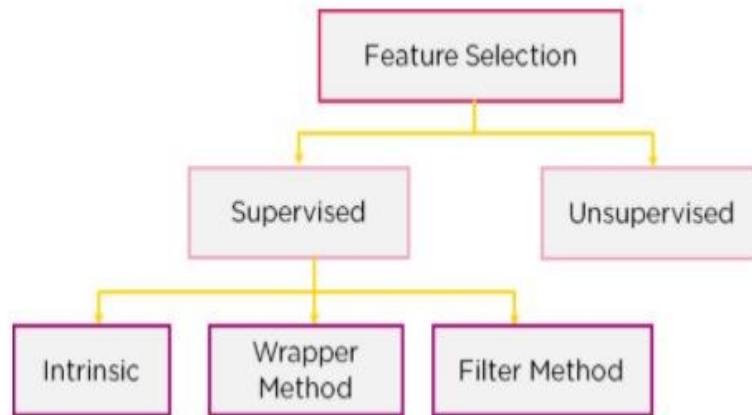 Feature Selection
Supervised
Unsupervised
Intrinsic
Wrapper
Method
Filter Method